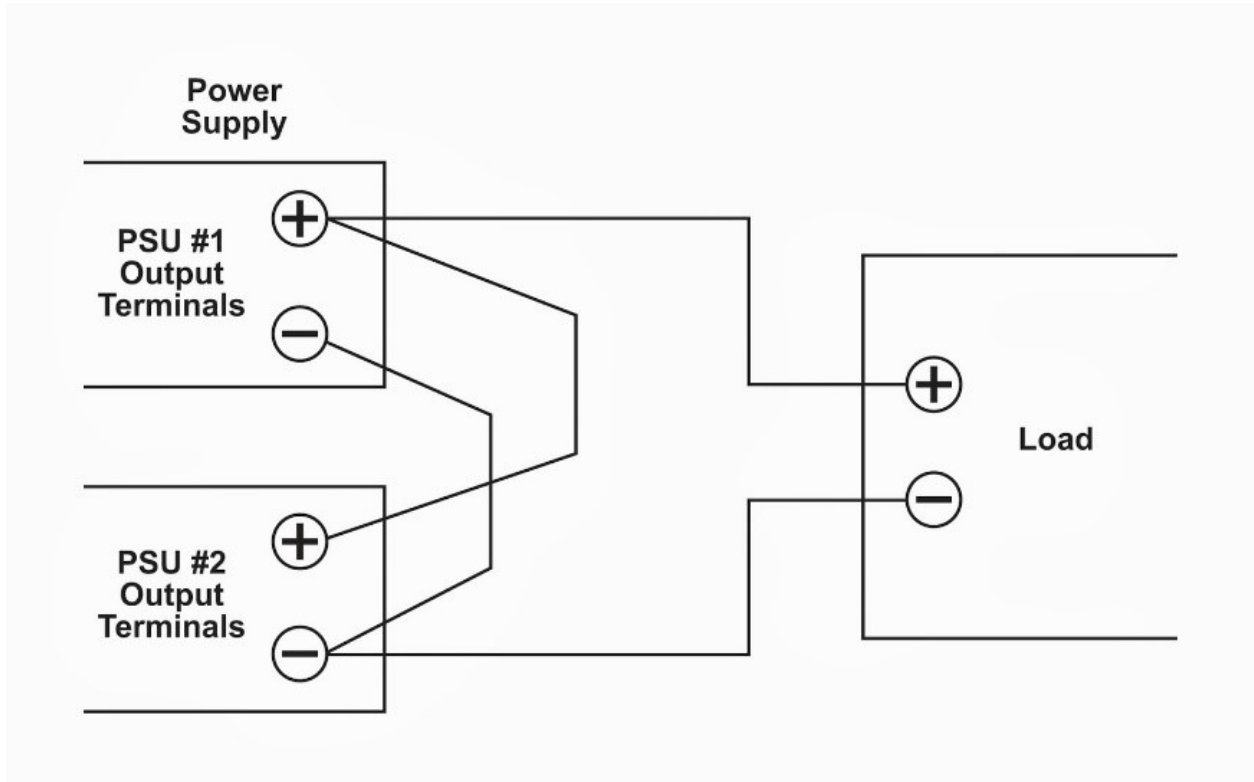 Power
Supply
PSU #1
Output
Terminals
+
−
PSU #2
Output
Terminals
+
−
+
Load
−